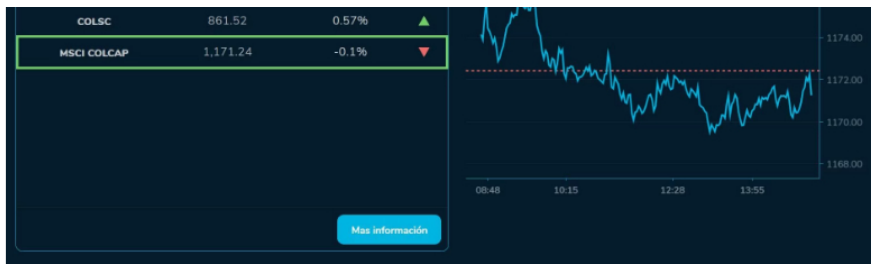 COLSC 861.52 0.57%
MSCI COLCAP 1,171.24 -0.1%
Mas información
1174.00
1172.00
1170.00
1168.00
08:48 10:15 12:28 13:55